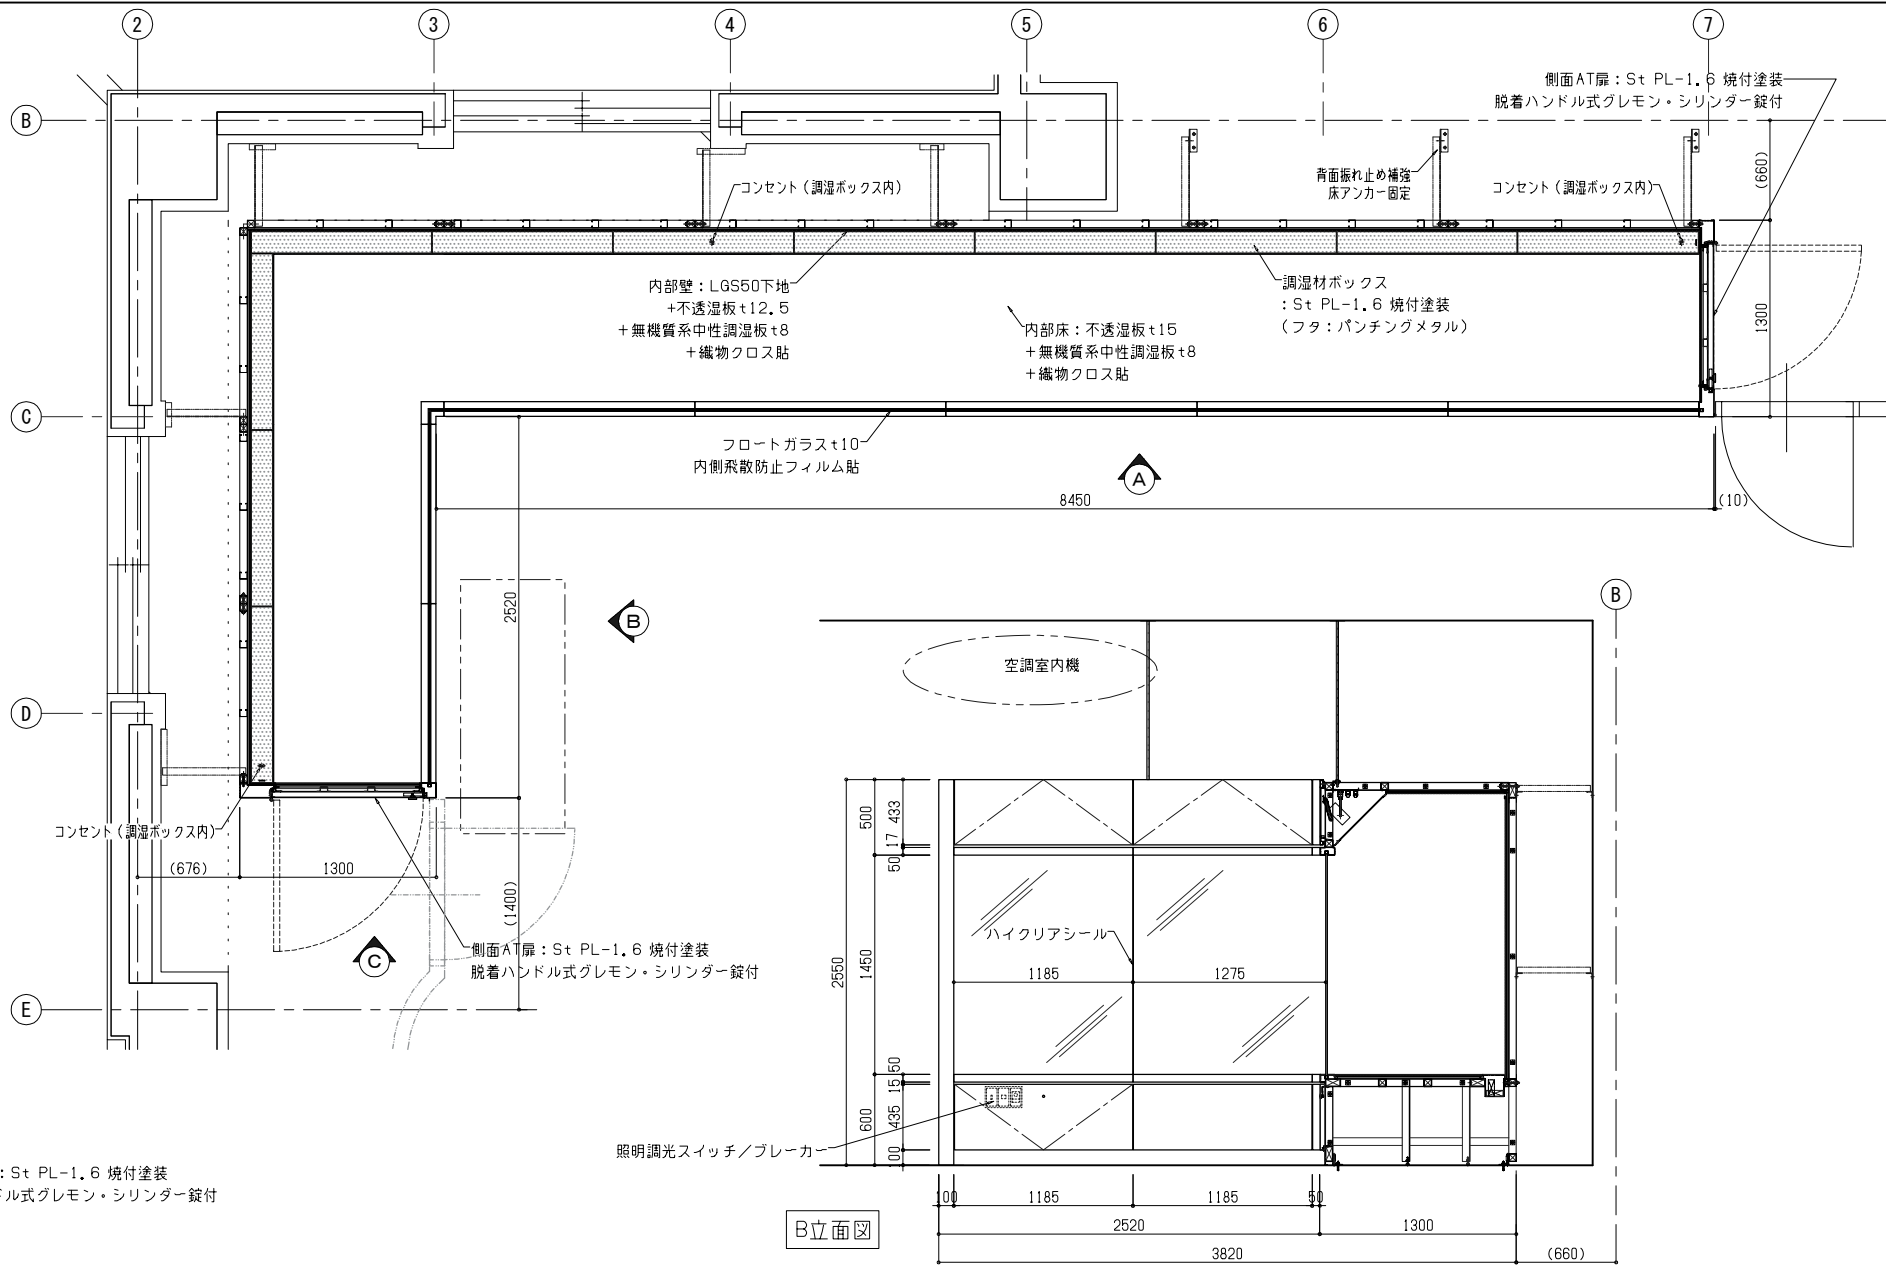 2
3
4
5
6
7
側面AT扉：St PL-1.6 焼付塗装
脱着ハンドル式グレモン・シリンダー錠付
B
(660)
背面振れ止め補強
床アンカー固定
コンセント（調湿ボックス内）
コンセント（調湿ボックス内）
内部壁：LGS50下地
+不透湿板t12.5
+無機質系中性調湿板t8
+織物クロス貼
内部床：不透湿板t15
+無機質系中性調湿板t8
+織物クロス貼
調湿材ボックス
：St PL-1.6 焼付塗装
（フタ：パンチングメタル）
1300
C
フロートガラスt10
内側飛散防止フィルム貼
A
8450
(10)
2520
B
B
空調室内機
D
コンセント（調湿ボックス内）
(676)
1300
(1400)
C
側面AT扉：St PL-1.6 焼付塗装
脱着ハンドル式グレモン・シリンダー錠付
E
2550
500
1450
600
433
17
50
50
15
435
100
ハイクリアシール
1185
1275
照明調光スイッチ／ブレーカー
：St PL-1.6 焼付塗装
ドル式グレモン・シリンダー錠付
100
1185
1185
50
B立面図
2520
1300
3820
(660)